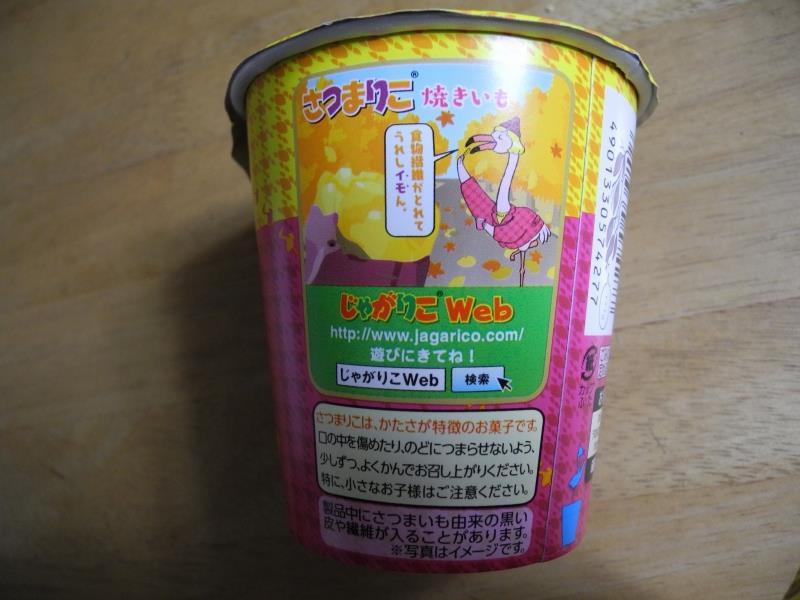 さつまりこ® 焼きいも
食物繊維がとれて
うれしイモん。
じゃがりこ® Web
http://www.jagarico.com/
遊びにきてね！
じゃがりこWeb 検索
さつまりこは、かたさが特徴のお菓子です。
口の中を傷めたり、のどにつまらせないよう、
少しずつ、よくかんでお召し上がりください。
特に、小さなお子様はご注意ください。
製品中にさつまいも由来の黒い
皮や繊維が入ることがあります。
※写真はイメージです。
4901330574277